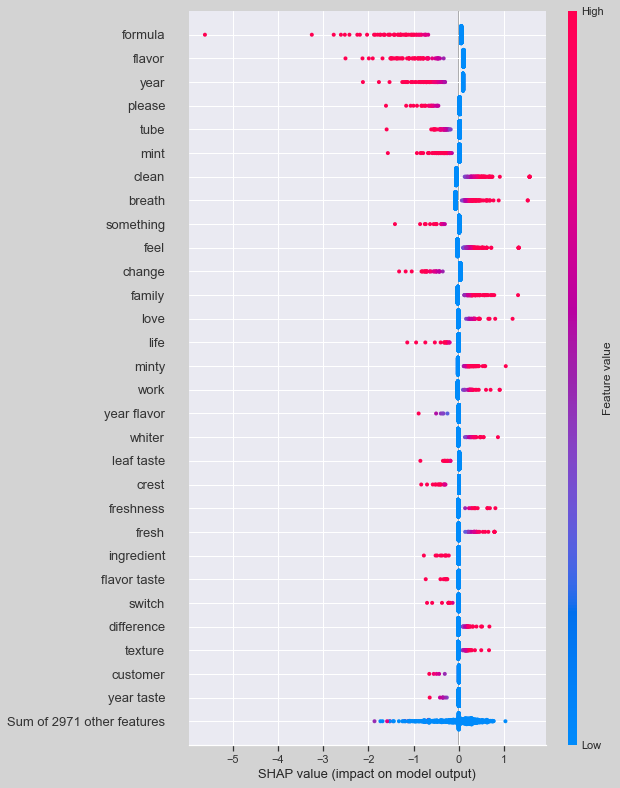 High
formula
flavor
year
please
tube
mint
clean
breath
something
feel
change
family
love
life
minty
work
year flavor
whiter
leaf taste
crest
freshness
fresh
ingredient
flavor taste
switch
difference
texture
customer
year taste
Sum of 2971 other features
Feature value
Low
−5 −4 −3 −2 −1 0 1
SHAP value (impact on model output)